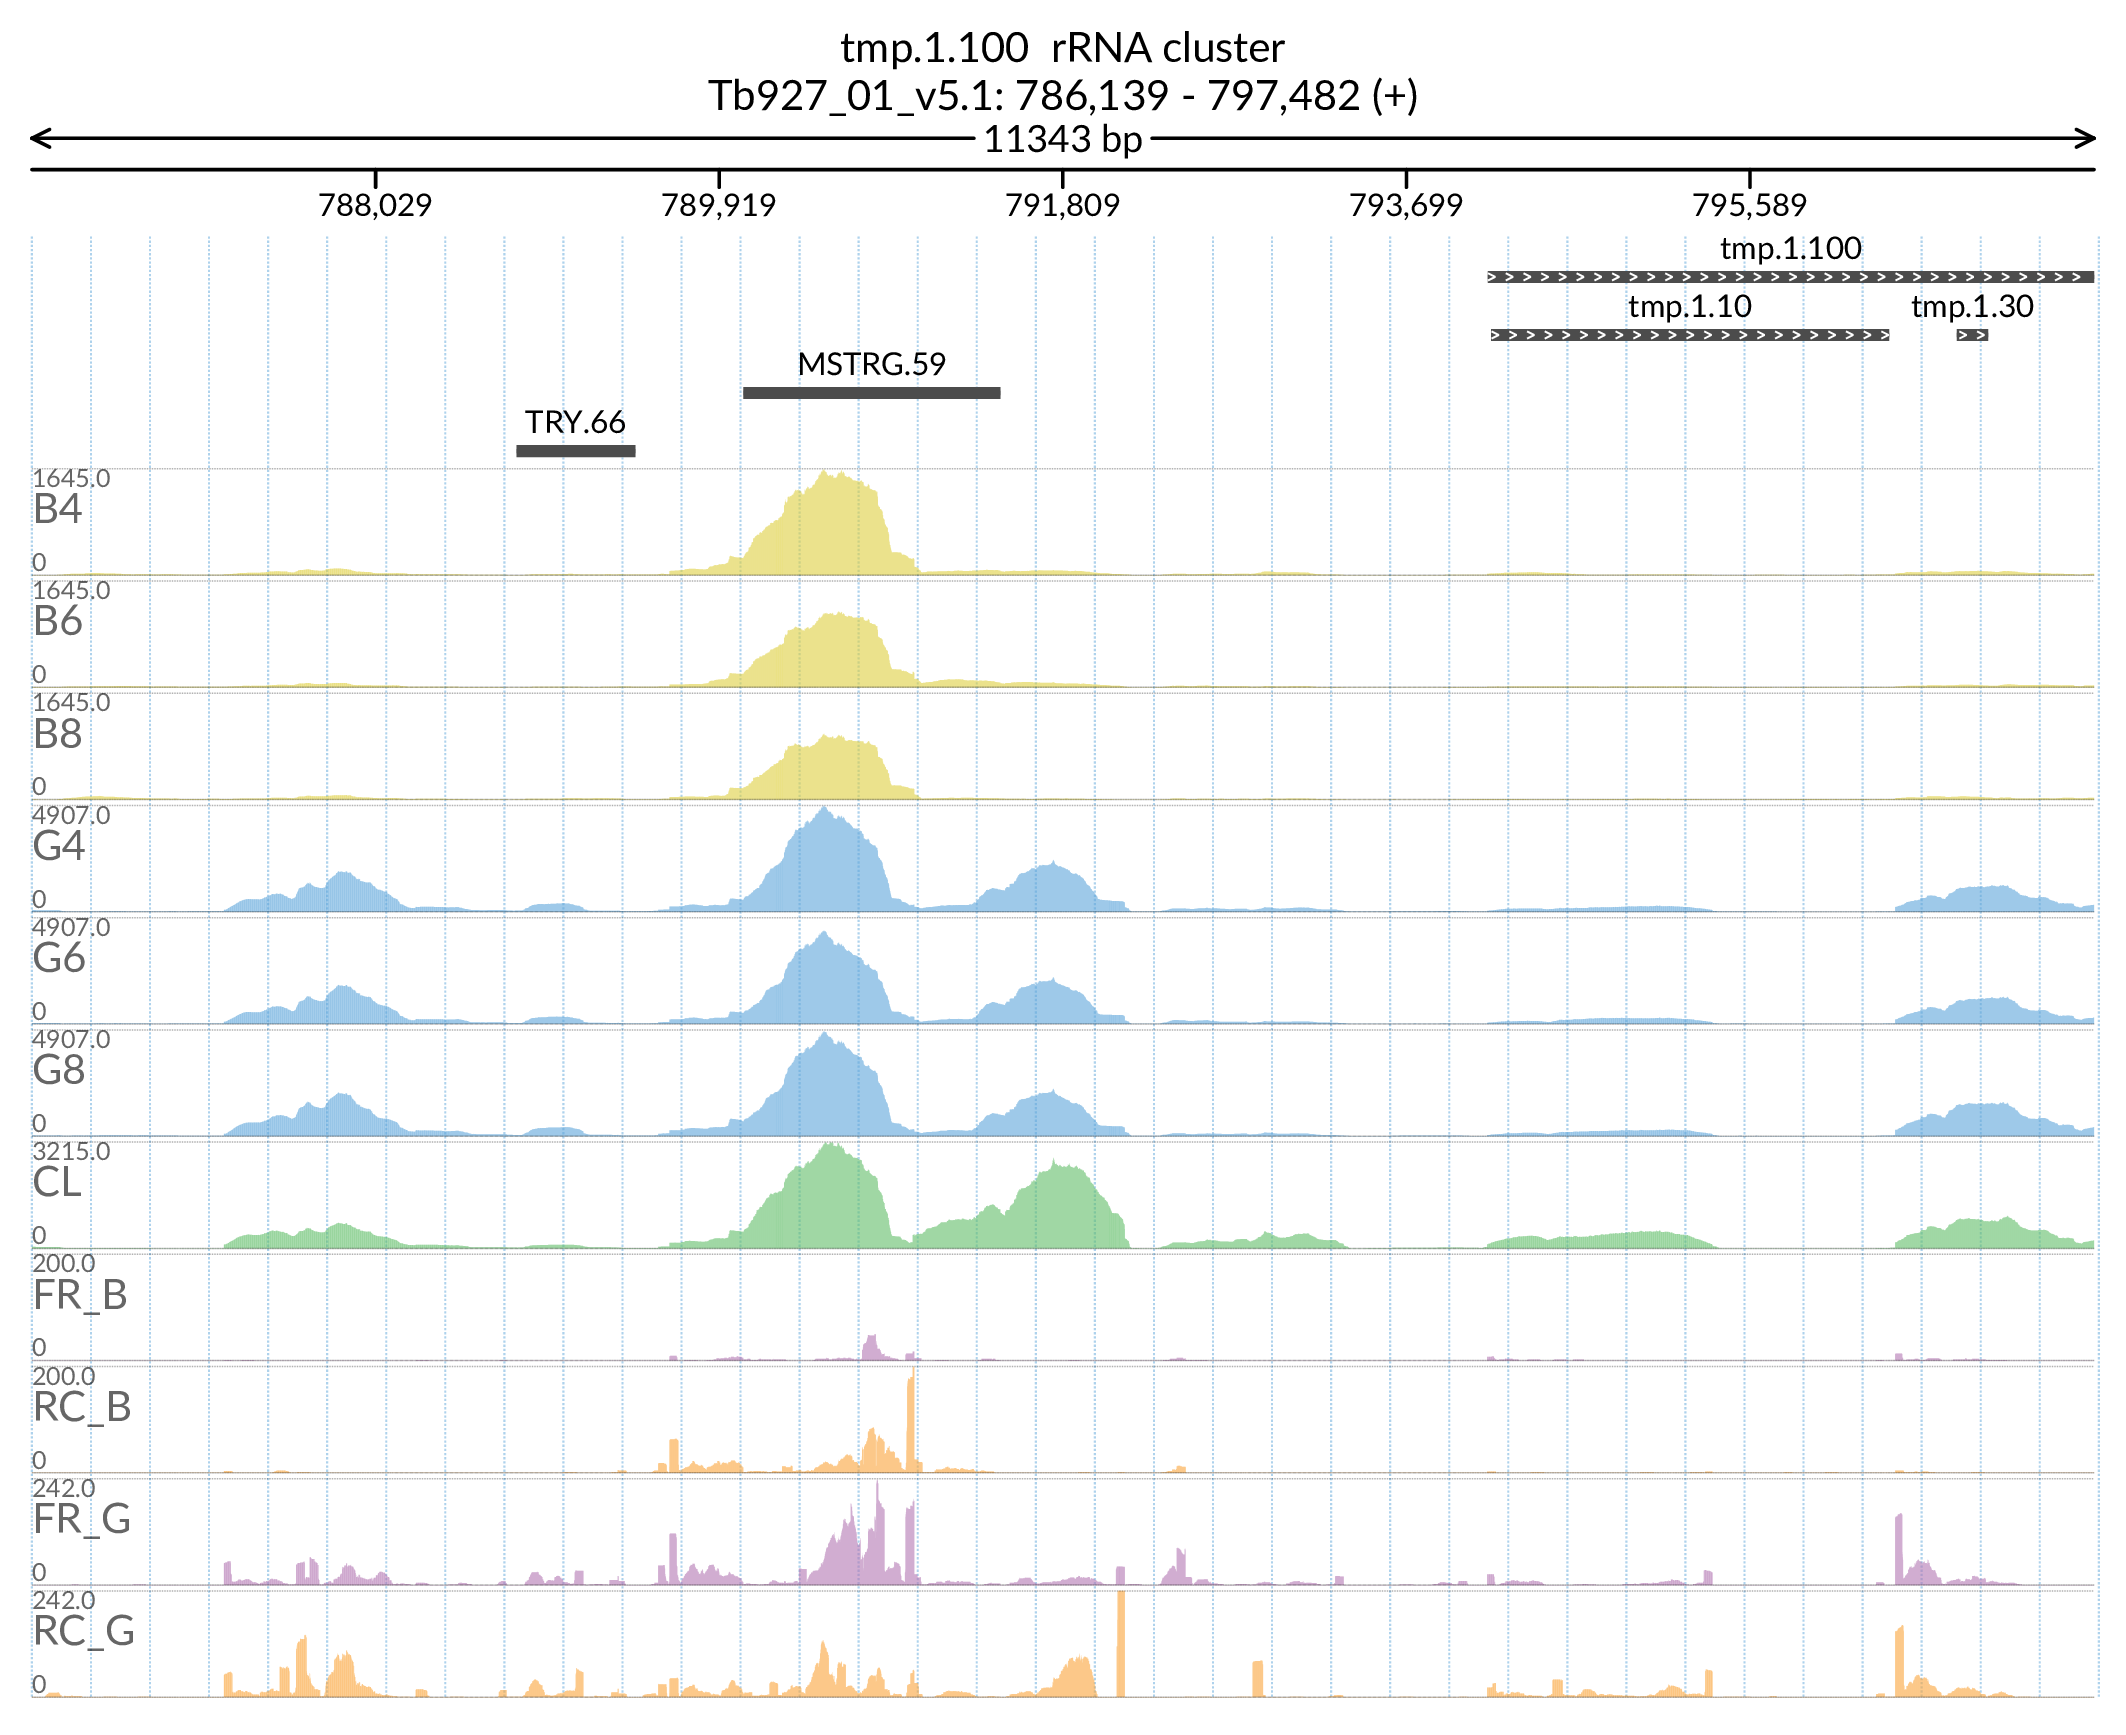 tmp.1.100  rRNA cluster
Tb927_01_v5.1: 786,139 - 797,482 (+)
11343 bp
788,029 789,919 791,809 793,699 795,589
tmp.1.100
tmp.1.10 tmp.1.30
MSTRG.59
TRY.66
1645.0
B4
0
1645.0
B6
0
1645.0
B8
0
4907.0
G4
0
4907.0
G6
0
4907.0
G8
0
3215.0
CL
0
200.0
FR_B
0
200.0
RC_B
0
242.0
FR_G
0
242.0
RC_G
0